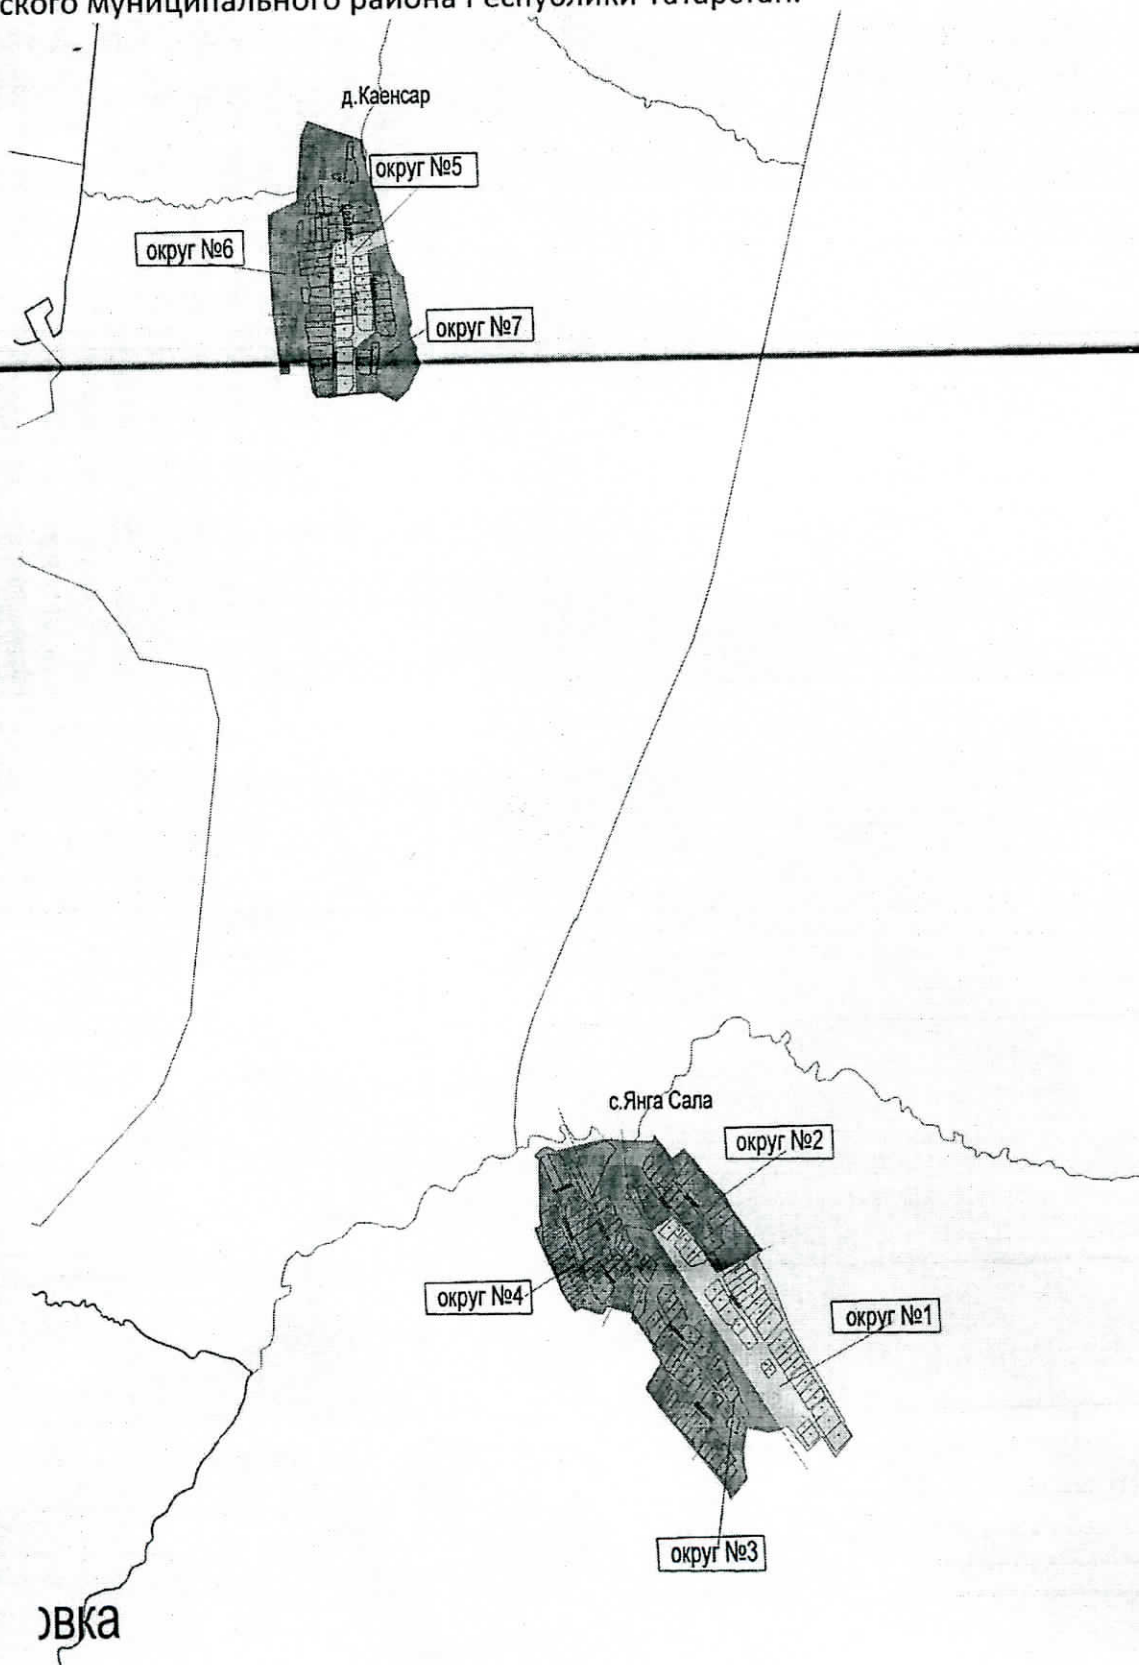 ского муниципального района Республики Татарстан.
д.Каенсар
округ №5
округ №6
округ №7
с.Янга Сала
округ №2
округ №4
округ №1
округ №3
овка